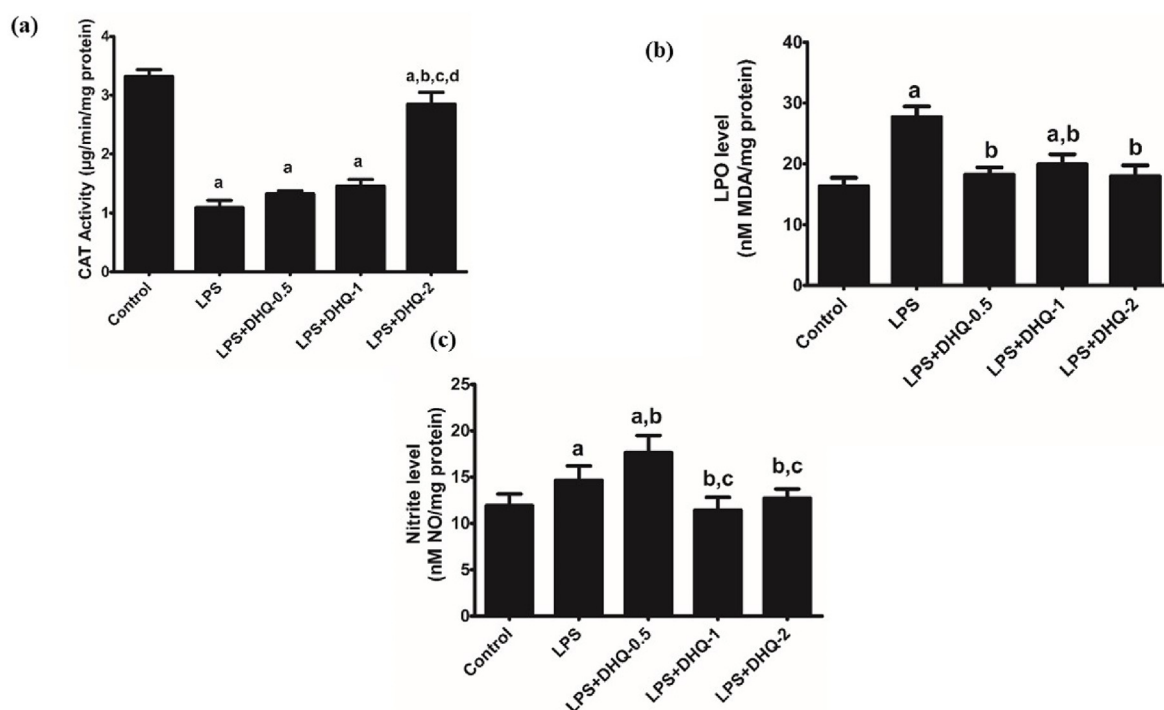 (a)
CAT Activity (µg/min/mg protein)
4
3
2
1
0
a
a
a
a,b,c,d
Control
LPS
LPS+DHQ-0.5
LPS+DHQ-1
LPS+DHQ-2
(b)
LPO level
(nM MDA/mg protein)
40
30
20
10
0
a
b
a,b
b
Control
LPS
LPS+DHQ-0.5
LPS+DHQ-1
LPS+DHQ-2
(c)
Nitrite level
(nM NO/mg protein)
25
20
15
10
5
0
a
a,b
b,c
b,c
Control
LPS
LPS+DHQ-0.5
LPS+DHQ-1
LPS+DHQ-2